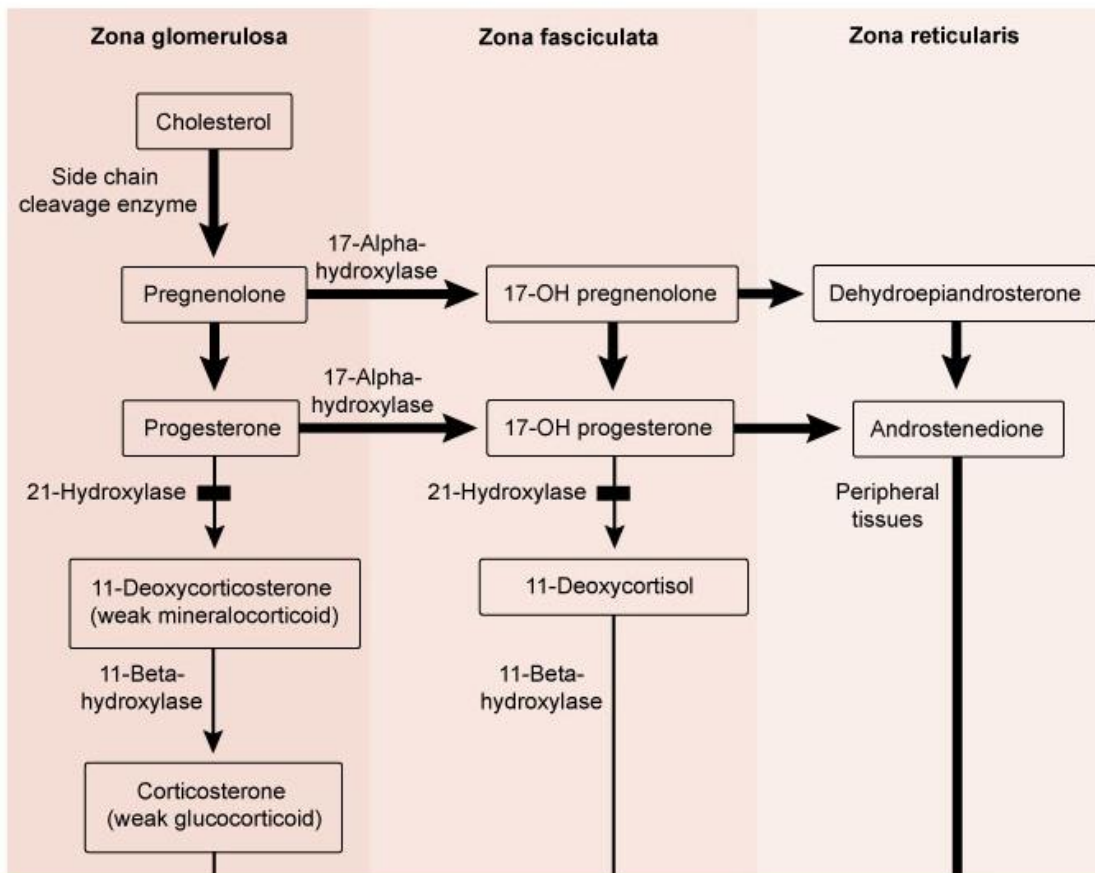 Zona glomerulosa
Zona fasciculata
Zona reticularis
Cholesterol
Side chain
cleavage enzyme
17-Alpha-
hydroxylase
Pregnenolone
17-OH pregnenolone
Dehydroepiandrosterone
17-Alpha-
hydroxylase
Progesterone
17-OH progesterone
Androstenedione
21-Hydroxylase
21-Hydroxylase
Peripheral
tissues
11-Deoxycorticosterone
(weak mineralocorticoid)
11-Deoxycortisol
11-Beta-
hydroxylase
11-Beta-
hydroxylase
Corticosterone
(weak glucocorticoid)